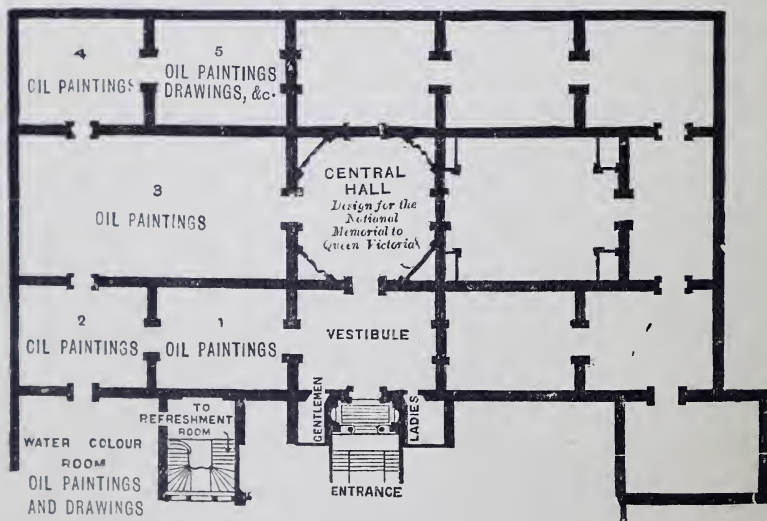 4
OIL PAINTINGS
5
OIL PAINTINGS
DRAWINGS, &c.
3
OIL PAINTINGS
CENTRAL
HALL
Design for the
National
Memorial to
Queen Victoria
2
OIL PAINTINGS
1
OIL PAINTINGS
VESTIBULE
TO
REFRESHMENT
ROOM
GENTLEMEN
LADIES
WATER COLOUR
ROOM
OIL PAINTINGS
AND DRAWINGS
ENTRANCE